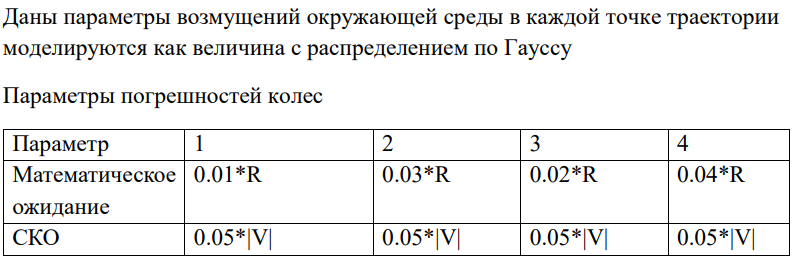 Даны параметры возмущений окружающей среды в каждой точке траектории
моделируются как величина с распределением по Гауссу
Параметры погрешностей колес
Параметр 1 2 3 4
Математическое ожидание 0.01*R 0.03*R 0.02*R 0.04*R
СКО 0.05*|V| 0.05*|V| 0.05*|V| 0.05*|V|